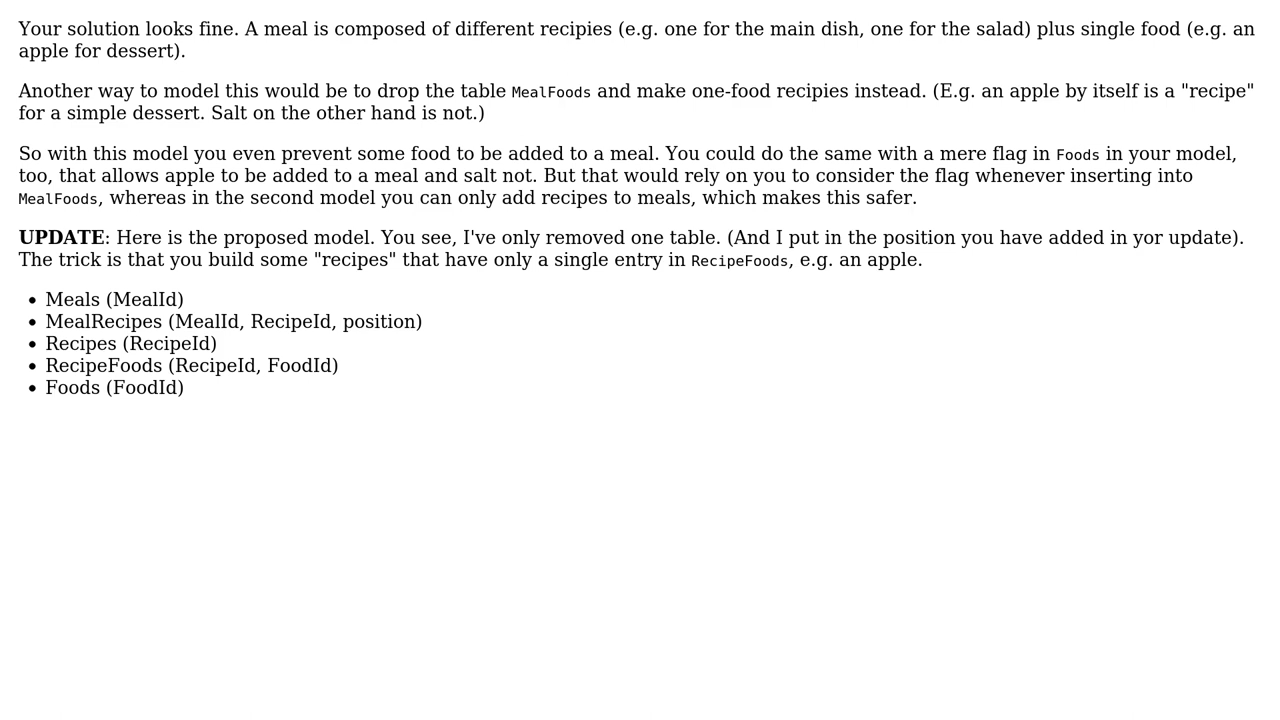 Your solution looks fine. A meal is composed of different recipies (e.g. one for the main dish, one for the salad) plus single food (e.g. an
apple for dessert).
Another way to model this would be to drop the table MealFoods and make one-food recipies instead. (E.g. an apple by itself is a "recipe"
for a simple dessert. Salt on the other hand is not.)
So with this model you even prevent some food to be added to a meal. You could do the same with a mere flag in Foods in your model,
too, that allows apple to be added to a meal and salt not. But that would rely on you to consider the flag whenever inserting into
MealFoods, whereas in the second model you can only add recipes to meals, which makes this safer.
UPDATE: Here is the proposed model. You see, I've only removed one table. (And I put in the position you have added in yor update).
The trick is that you build some "recipes" that have only a single entry in RecipeFoods, e.g. an apple.
• Meals (MealId)
• MealRecipes (MealId, RecipeId, position)
• Recipes (RecipeId)
• RecipeFoods (RecipeId, FoodId)
• Foods (FoodId)